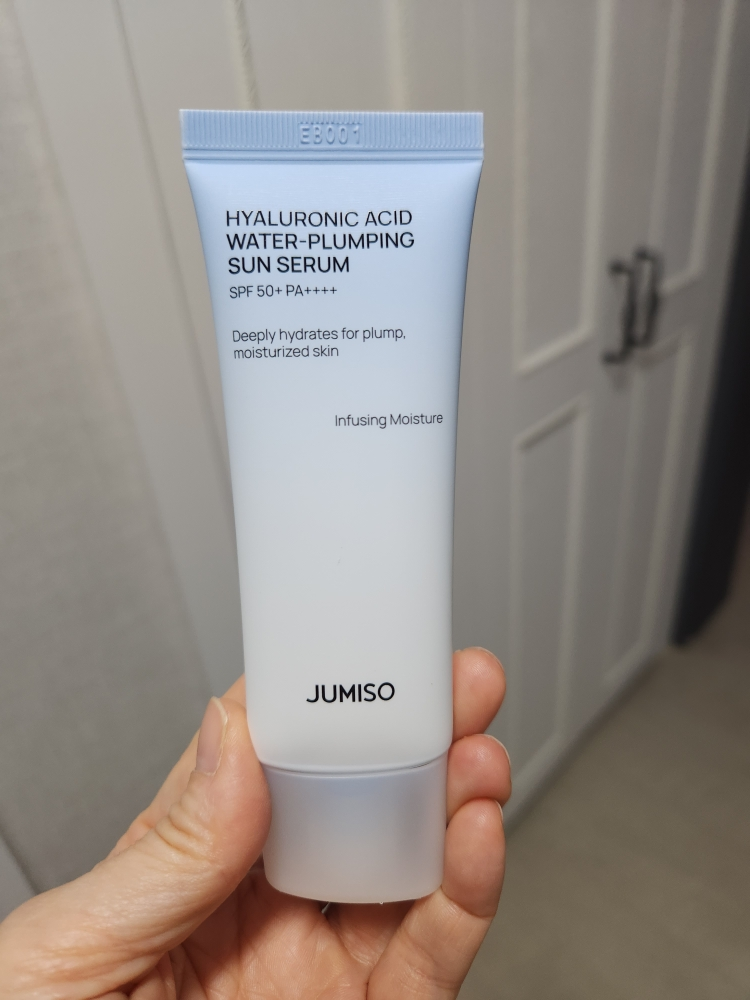 EB001
HYALURONIC ACID
WATER-PLUMPING
SUN SERUM
SPF 50+ PA++++
Deeply hydrates for plump,
moisturized skin
Infusing Moisture
JUMISO